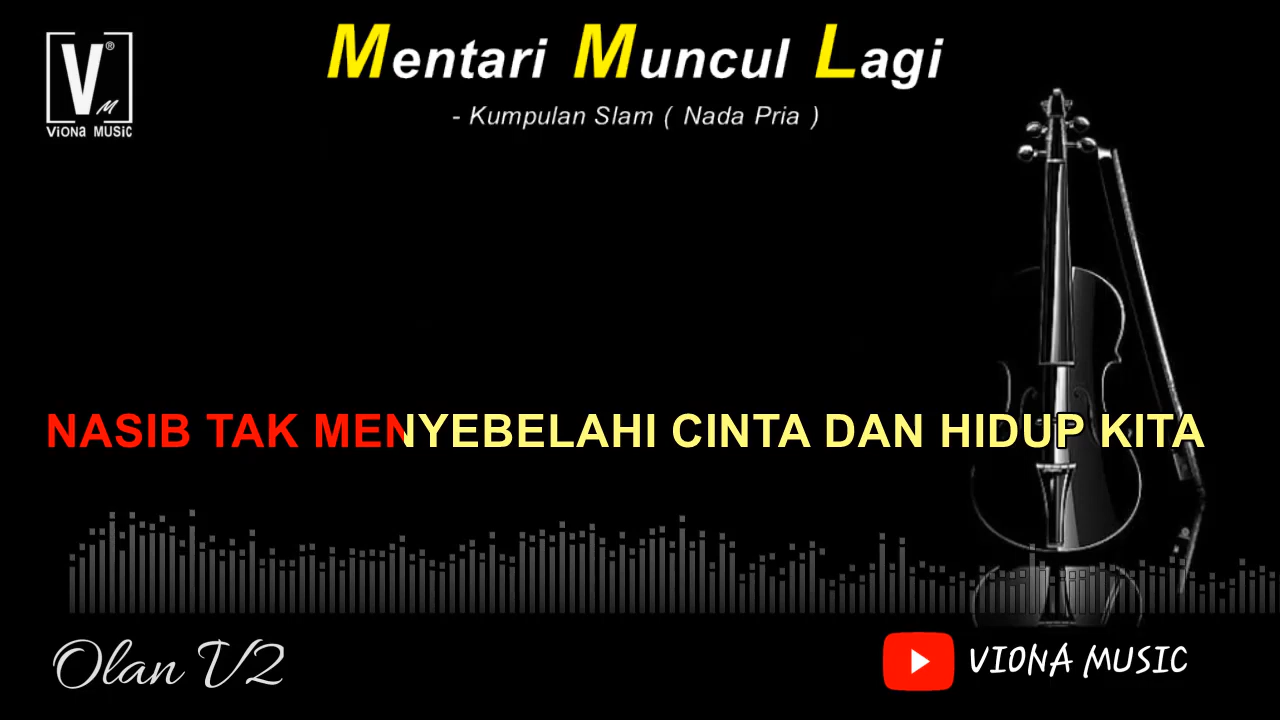 V®
M
VIONA MUSIC
Mentari Muncul Lagi
- Kumpulan Slam ( Nada Pria )
NASIB TAK MENYEBELAHI CINTA DAN HIDUP KITA
Olan V2
VIONA MUSIC